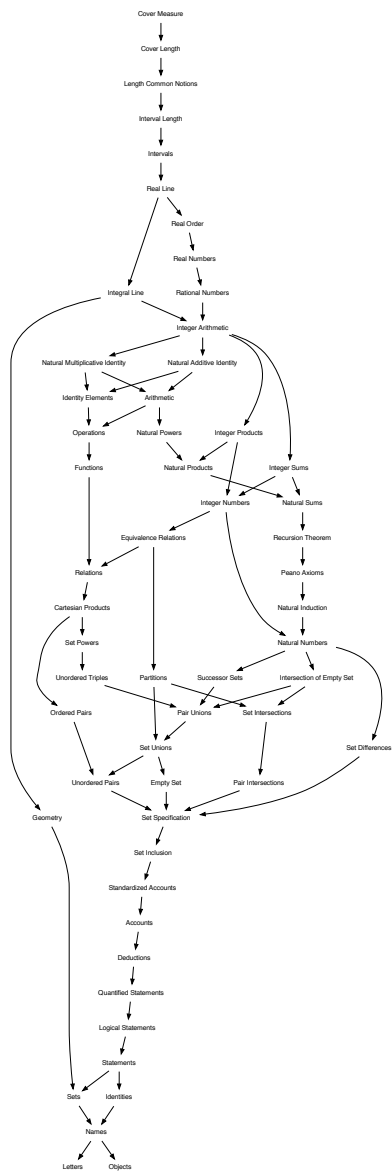 Cover Measure
Cover Length
Length Common Notions
Interval Length
Intervals
Real Line
Real Order
Real Numbers
Integral Line
Rational Numbers
Integer Arithmetic
Natural Multiplicative Identity
Natural Additive Identity
Identity Elements
Arithmetic
Operations
Natural Powers
Integer Products
Functions
Natural Products
Integer Sums
Integer Numbers
Natural Sums
Equivalence Relations
Recursion Theorem
Relations
Peano Axioms
Cartesian Products
Natural Induction
Set Powers
Natural Numbers
Unordered Triples
Partitions
Successor Sets
Intersection of Empty Set
Ordered Pairs
Pair Unions
Set Intersections
Set Unions
Set Differences
Unordered Pairs
Empty Set
Pair Intersections
Geometry
Set Specification
Set Inclusion
Standardized Accounts
Accounts
Deductions
Quantified Statements
Logical Statements
Statements
Sets
Identities
Names
Letters
Objects